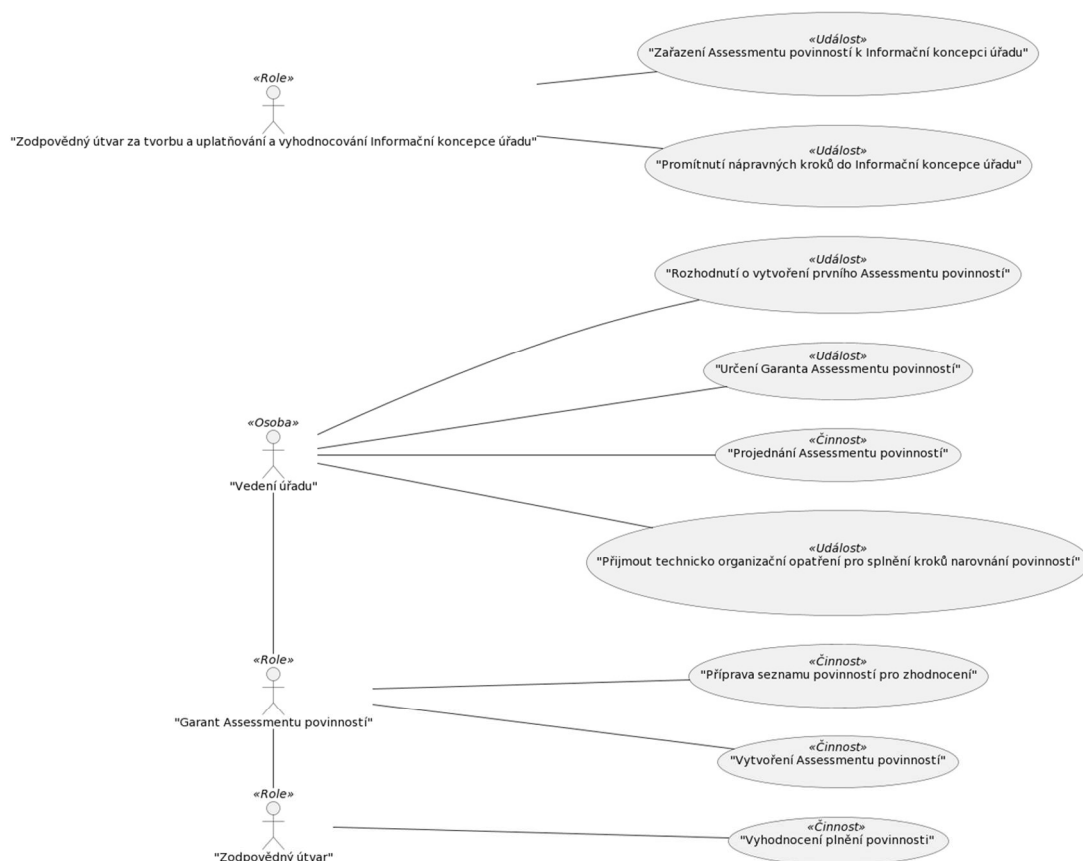 «Událost»
"Zařazení Assessmentu povinností k Informační koncepci úřadu"
«Role»
"Zodpovědný útvar za tvorbu a uplatňování a vyhodnocování Informační koncepce úřadu"
«Událost»
"Promítnutí nápravných kroků do Informační koncepce úřadu"
«Událost»
"Rozhodnutí o vytvoření prvního Assessmentu povinností"
«Událost»
"Určení Garanta Assessmentu povinností"
«Osoba»
"Vedení úřadu"
«Činnost»
"Projednání Assessmentu povinností"
«Událost»
"Přijmout technicko organizační opatření pro splnění kroků narovnání povinností"
«Role»
"Garant Assessmentu povinností"
«Činnost»
"Příprava seznamu povinností pro zhodnocení"
«Činnost»
"Vytvoření Assessmentu povinností"
«Role»
"Zodpovědný útvar"
«Činnost»
"Vyhodnocení plnění povinnosti"